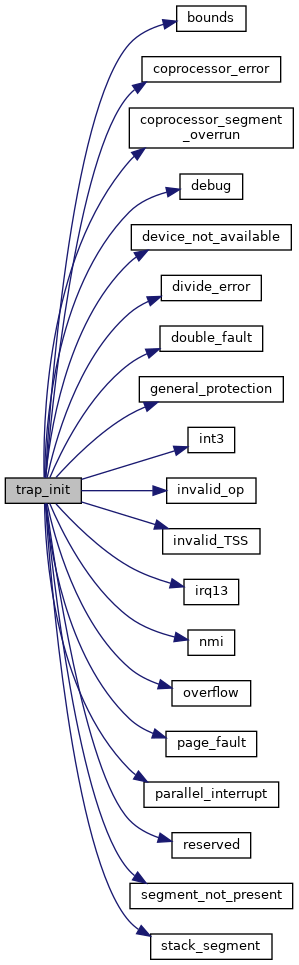 bounds
coprocessor_error
coprocessor_segment
_overrun
debug
device_not_available
divide_error
double_fault
general_protection
int3
trap_init
invalid_op
invalid_TSS
irq13
nmi
overflow
page_fault
parallel_interrupt
reserved
segment_not_present
stack_segment